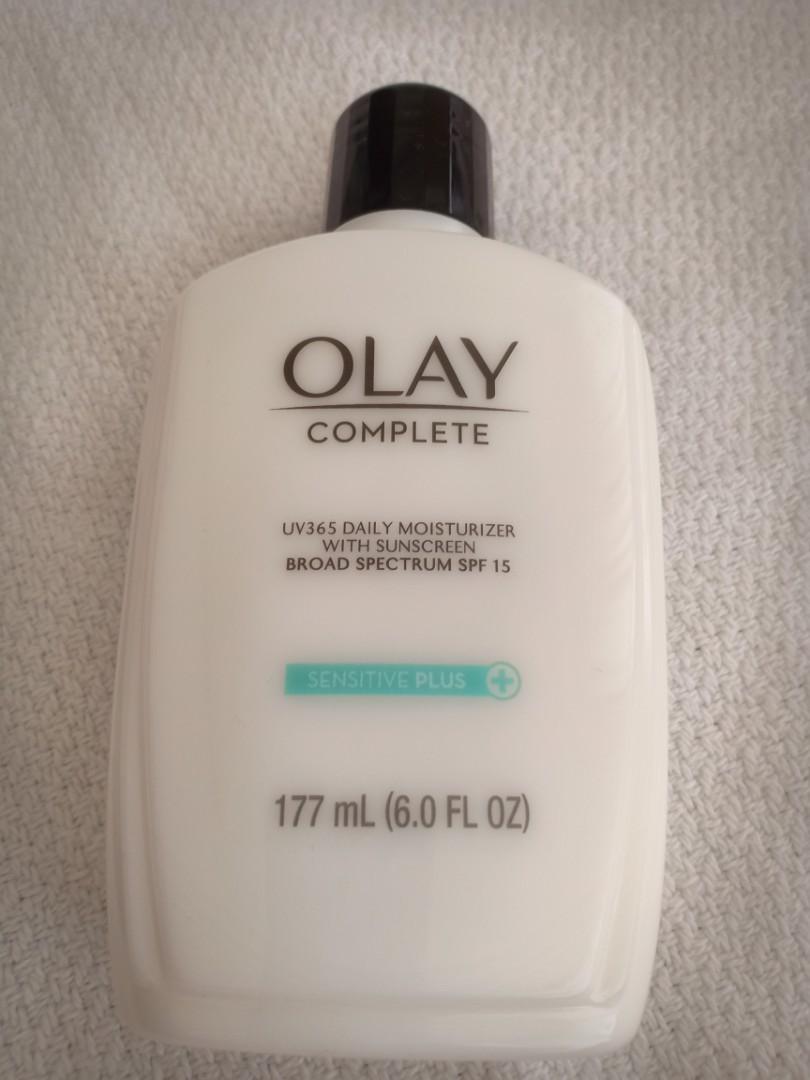 OLAY
COMPLETE
UV365 DAILY MOISTURIZER
WITH SUNSCREEN
BROAD SPECTRUM SPF 15
SENSITIVE PLUS
177 mL (6.0 FL OZ)